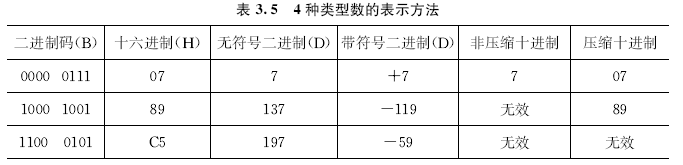 表 3.5 4 种类型数的表示方法
二进制码(B) 十六进制(H) 无符号二进制(D) 带符号二进制(D) 非压缩十进制 压缩十进制
0000 0111 07 7 +7 7 07
1000 1001 89 137 −119 无效 89
1100 0101 C5 197 −59 无效 无效